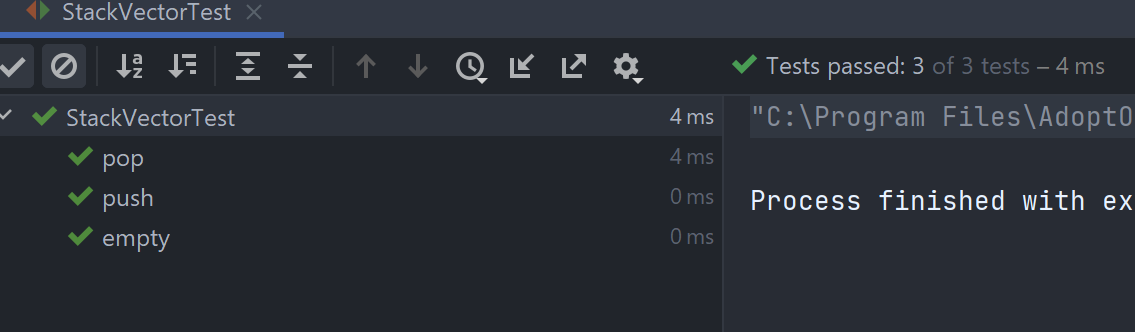 StackVectorTest
Tests passed: 3 of 3 tests – 4 ms
StackVectorTest 4 ms
pop 4 ms
push 0 ms
empty 0 ms
"C:\Program Files\AdoptO
Process finished with ex